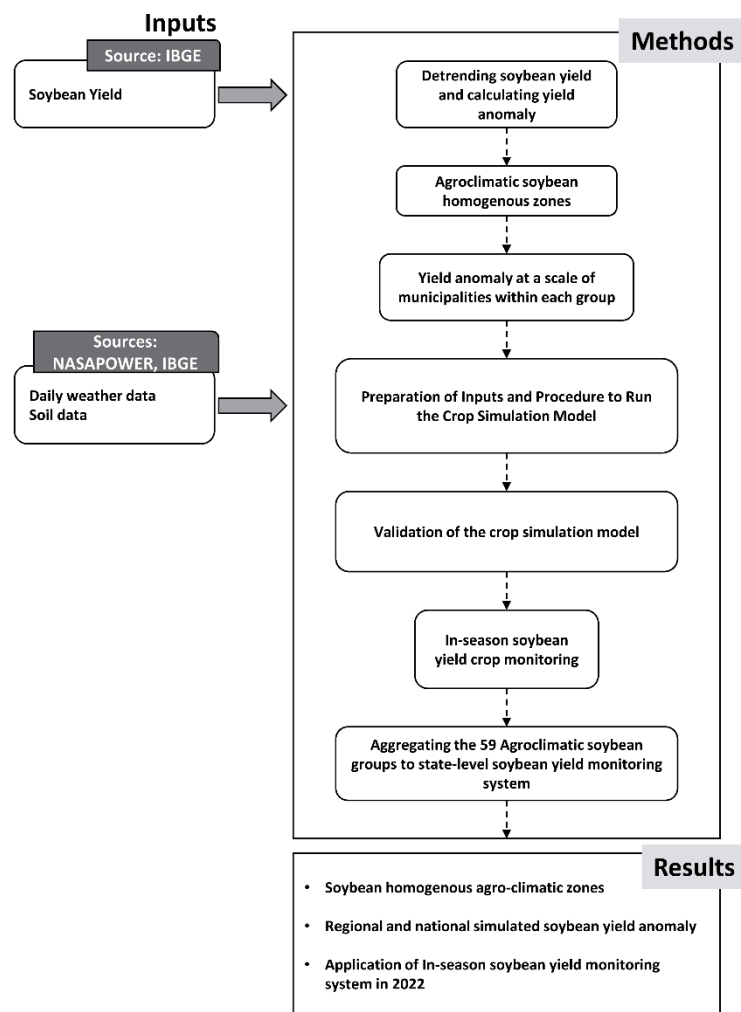 Inputs
Source: IBGE
Soybean Yield
Sources:
NASAPOWER, IBGE
Daily weather data
Soil data
Methods
Detrending soybean yield
and calculating yield
anomaly
Agroclimatic soybean
homogenous zones
Yield anomaly at a scale of
municipalities within each group
Preparation of Inputs and Procedure to Run
the Crop Simulation Model
Validation of the crop simulation model
In-season soybean
yield crop monitoring
Aggregating the 59 Agroclimatic soybean
groups to state-level soybean yield monitoring
system
Results
• Soybean homogenous agro-climatic zones
• Regional and national simulated soybean yield anomaly
• Application of In-season soybean yield monitoring
system in 2022